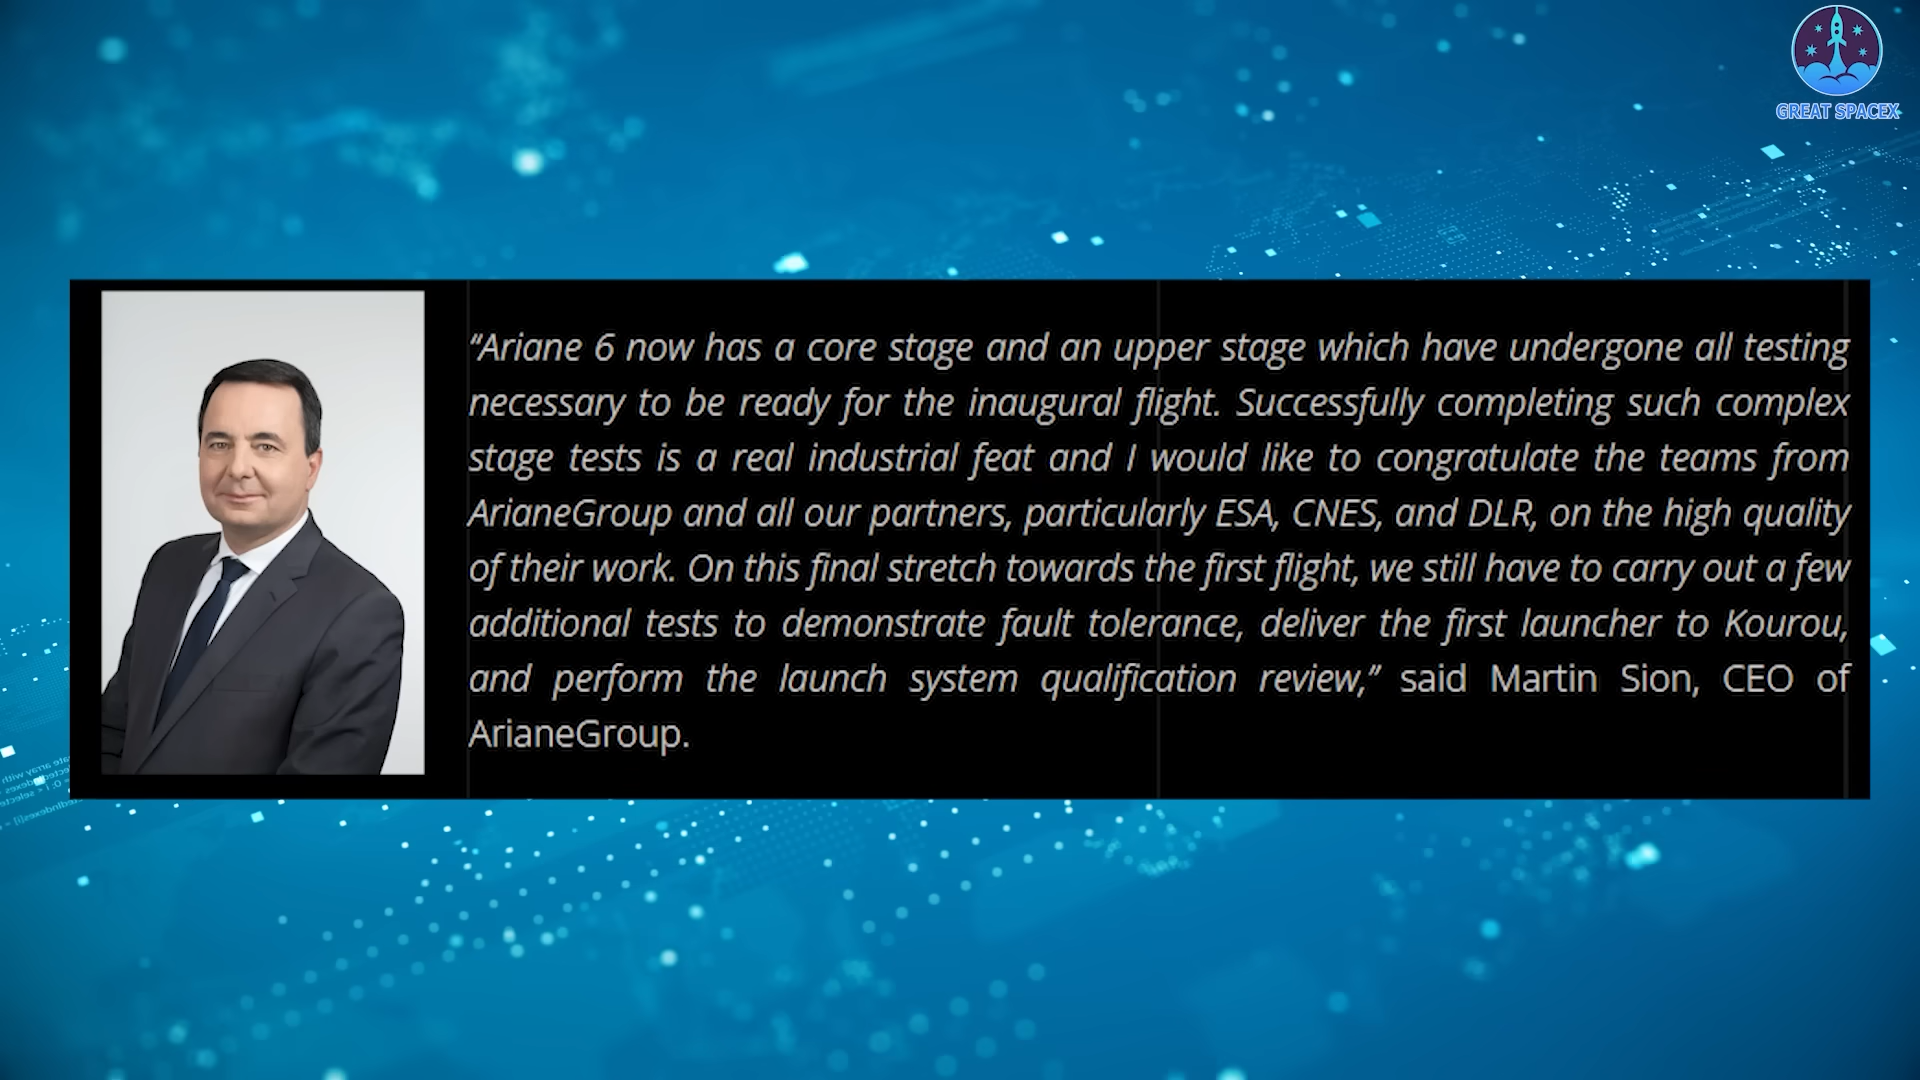 GREAT SPACEX
“Ariane 6 now has a core stage and an upper stage which have undergone all testing
necessary to be ready for the inaugural flight. Successfully completing such complex
stage tests is a real industrial feat and I would like to congratulate the teams from
ArianeGroup and all our partners, particularly ESA, CNES, and DLR, on the high quality
of their work. On this final stretch towards the first flight, we still have to carry out a few
additional tests to demonstrate fault tolerance, deliver the first launcher to Kourou,
and perform the launch system qualification review,” said Martin Sion, CEO of
ArianeGroup.